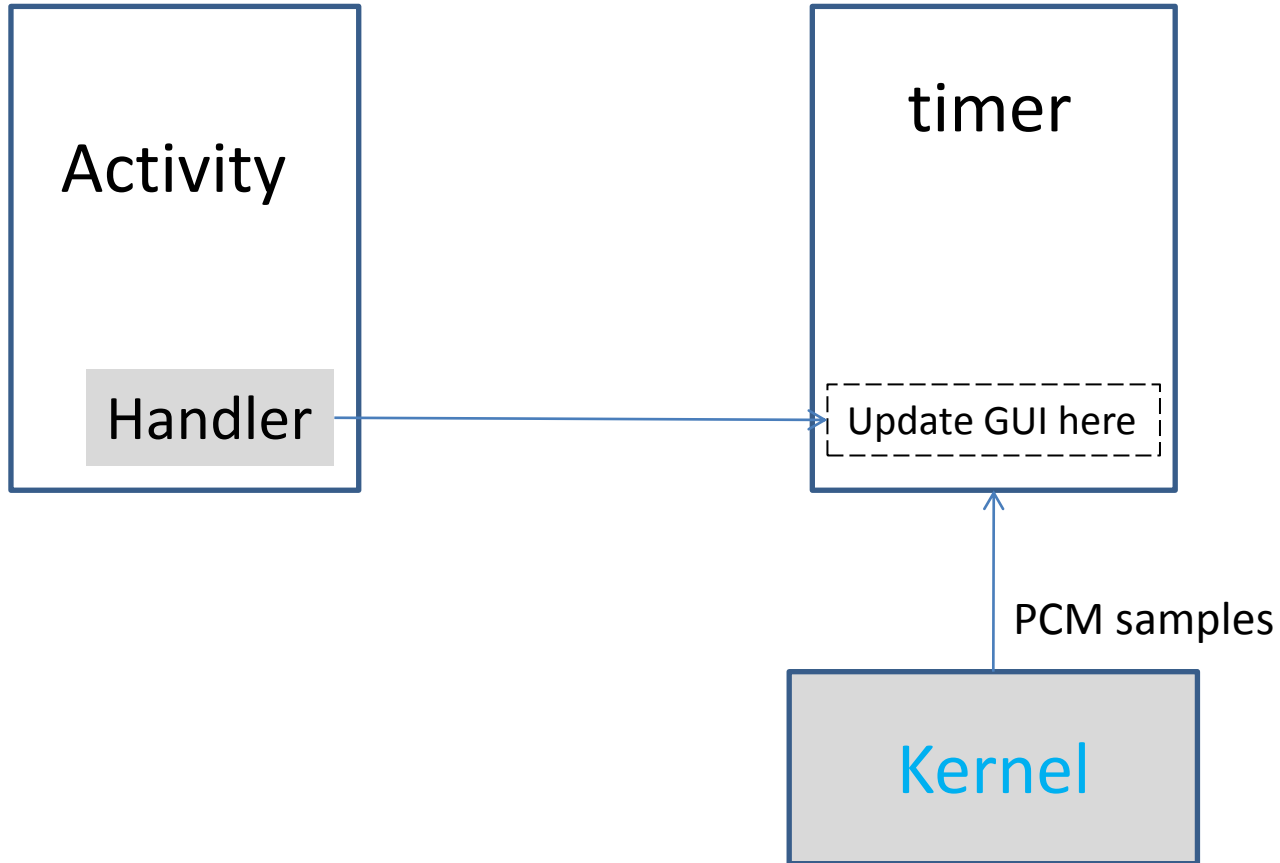 Activity
timer
Handler
Update GUI here
PCM samples
Kernel